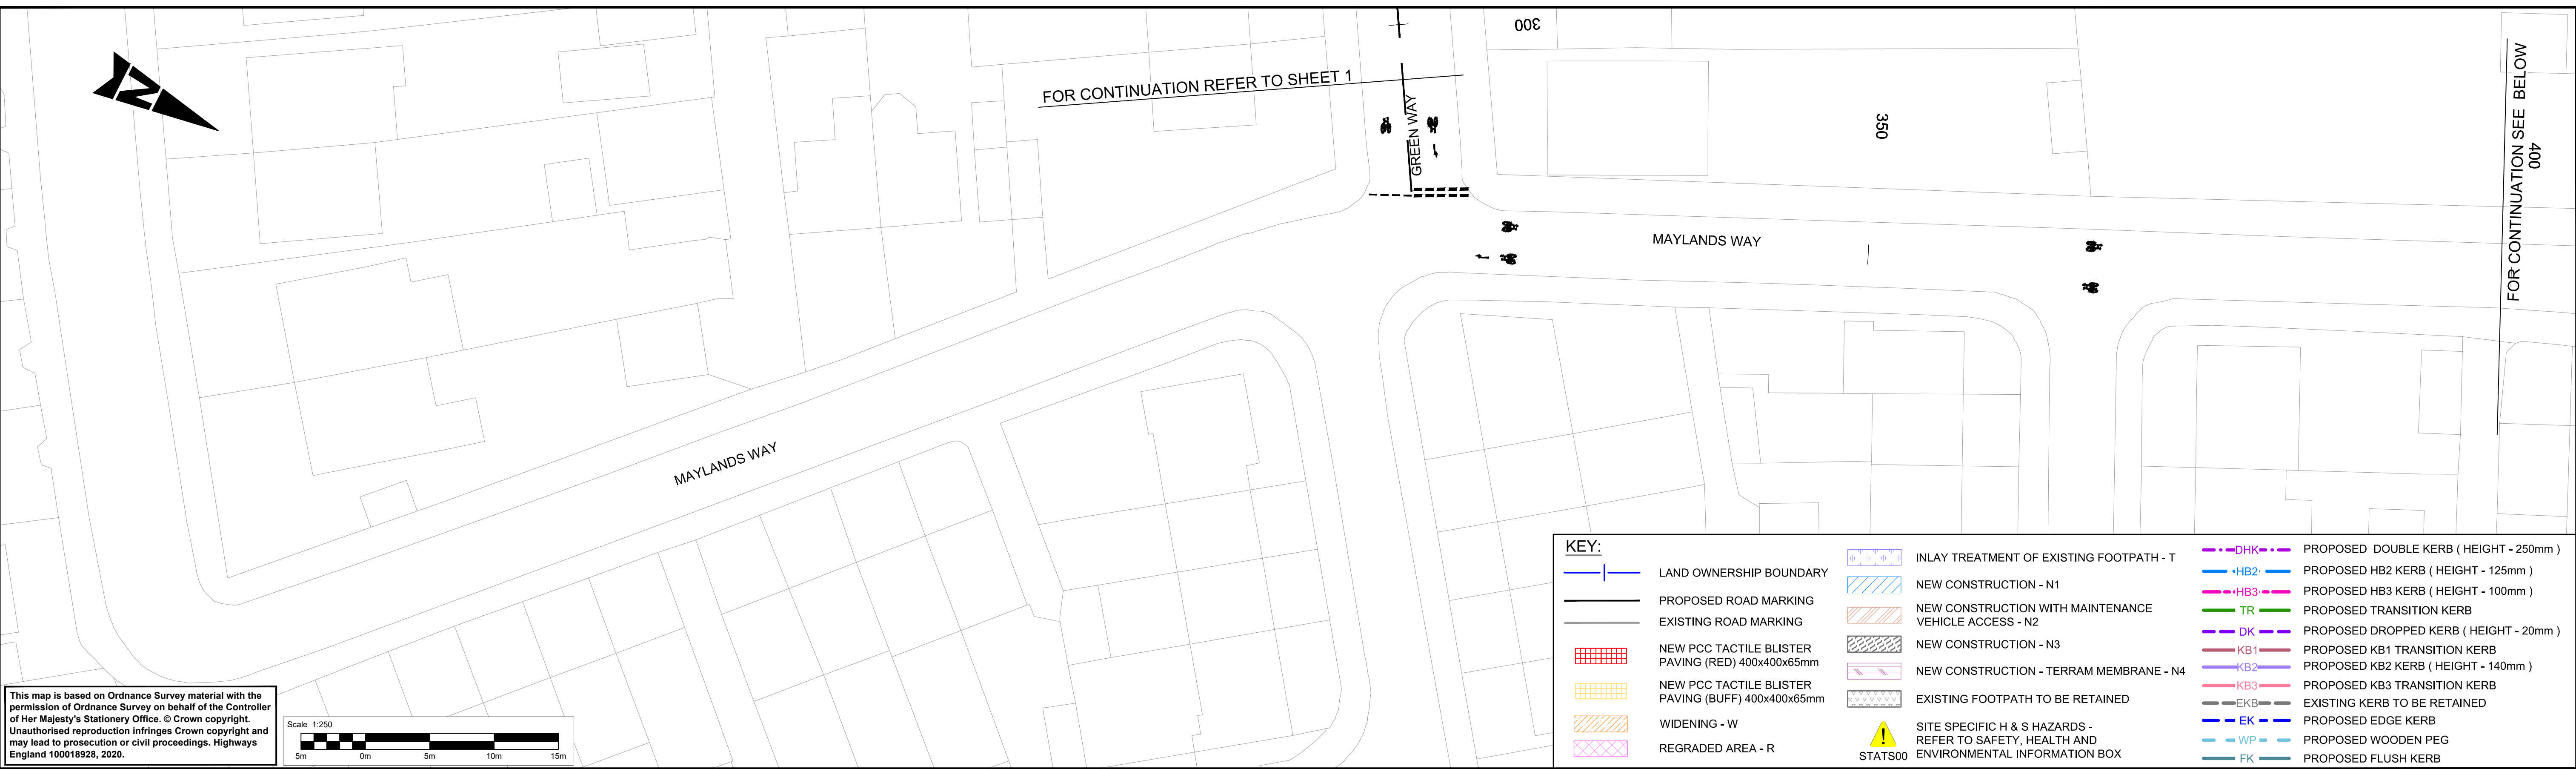 N
FOR CONTINUATION REFER TO SHEET 1
GREEN WAY
300
350
400
FOR CONTINUATION SEE BELOW
MAYLANDS WAY
MAYLANDS WAY
This map is based on Ordnance Survey material with the
permission of Ordnance Survey on behalf of the Controller
of Her Majesty's Stationery Office. © Crown copyright.
Unauthorised reproduction infringes Crown copyright and
may lead to prosecution or civil proceedings. Highways
England 100018928, 2020.
Scale 1:250
5m 0m 5m 10m 15m
KEY:
LAND OWNERSHIP BOUNDARY
PROPOSED ROAD MARKING
EXISTING ROAD MARKING
NEW PCC TACTILE BLISTER
PAVING (RED) 400x400x65mm
NEW PCC TACTILE BLISTER
PAVING (BUFF) 400x400x65mm
WIDENING - W
REGRADED AREA - R
INLAY TREATMENT OF EXISTING FOOTPATH - T
NEW CONSTRUCTION - N1
NEW CONSTRUCTION WITH MAINTENANCE
VEHICLE ACCESS - N2
NEW CONSTRUCTION - N3
NEW CONSTRUCTION - TERRAM MEMBRANE - N4
EXISTING FOOTPATH TO BE RETAINED
!
STATS00
SITE SPECIFIC H & S HAZARDS -
REFER TO SAFETY, HEALTH AND
ENVIRONMENTAL INFORMATION BOX
DHK PROPOSED DOUBLE KERB ( HEIGHT - 250mm )
HB2 PROPOSED HB2 KERB ( HEIGHT - 125mm )
HB3 PROPOSED HB3 KERB ( HEIGHT - 100mm )
TR PROPOSED TRANSITION KERB
DK PROPOSED DROPPED KERB ( HEIGHT - 20mm )
KB1 PROPOSED KB1 TRANSITION KERB
KB2 PROPOSED KB2 KERB ( HEIGHT - 140mm )
KB3 PROPOSED KB3 TRANSITION KERB
EKB EXISTING KERB TO BE RETAINED
EK PROPOSED EDGE KERB
WP PROPOSED WOODEN PEG
FK PROPOSED FLUSH KERB